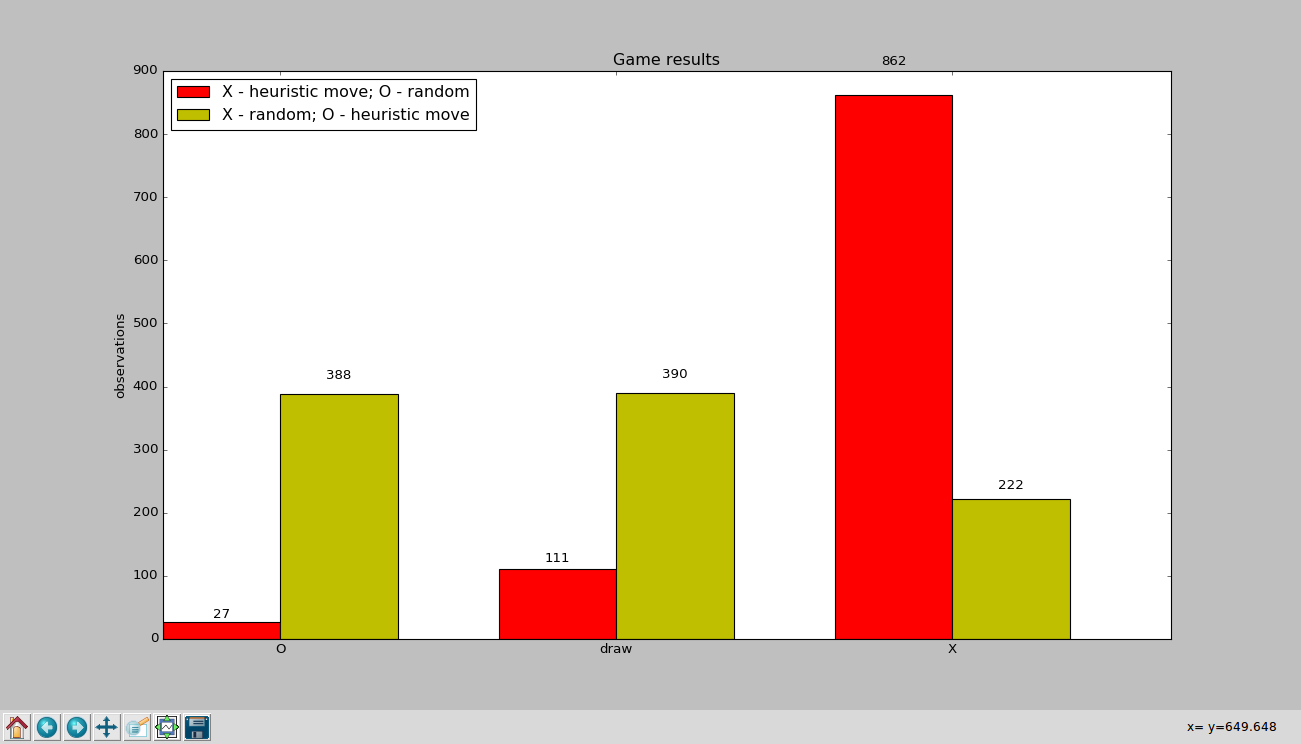 Game results
862
900
800
700
600
500
400
300
200
100
0
observations
X - heuristic move; O - random
X - random; O - heuristic move
27
388
111
390
222
O
draw
X
x= y=649.648